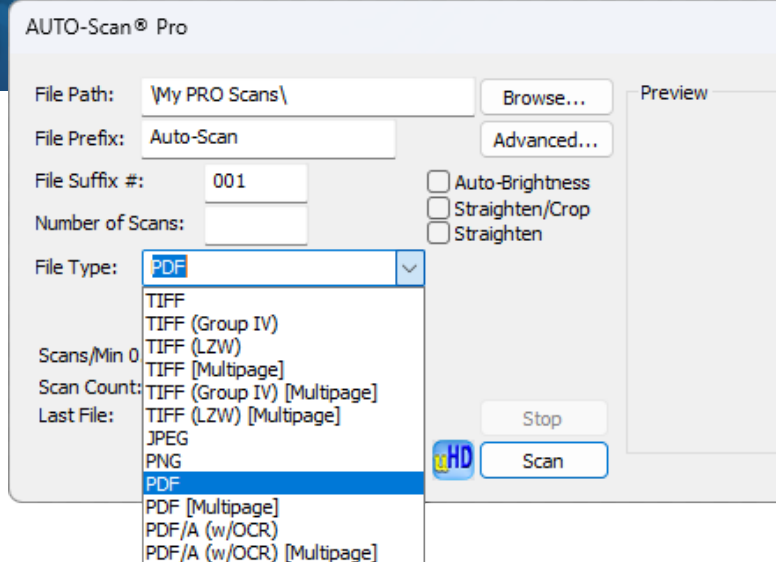 AUTO-Scan® Pro
File Path: \My PRO Scans\ Browse... Preview
File Prefix: Auto-Scan Advanced...
File Suffix #: 001 Auto-Brightness
Straighten/Crop
Number of Scans:
Straighten
File Type: PDF
TIFF
TIFF (Group IV)
TIFF (LZW)
Scans/Min 0
TIFF [Multipage]
Scan Count: TIFF (Group IV) [Multipage]
Last File: TIFF (LZW) [Multipage] Stop
JPEG
PNG uHD Scan
PDF
PDF [Multipage]
PDF/A (w/OCR)
PDF/A (w/OCR) [Multipage]